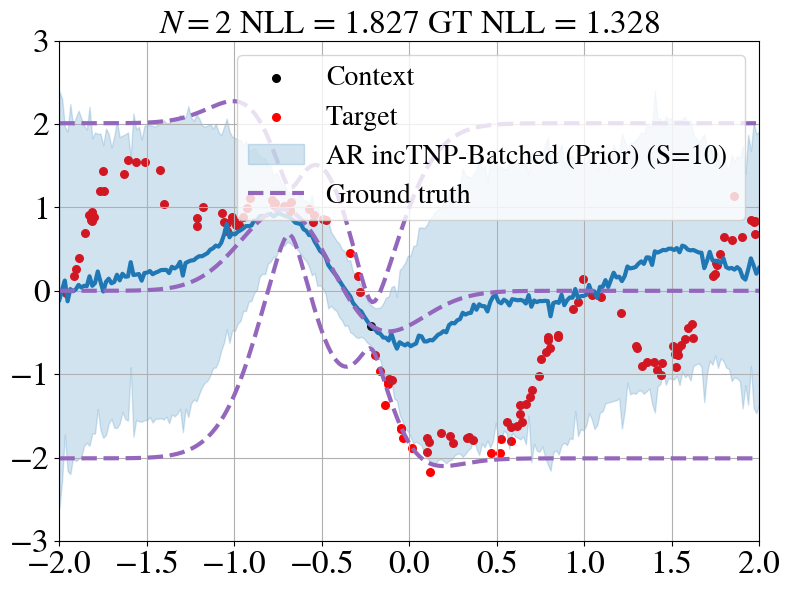 N = 2 NLL = 1.827 GT NLL = 1.328
3
2
1
0
−1
−2
−3
Context
Target
AR incTNP-Batched (Prior) (S=10)
Ground truth
−2.0 −1.5 −1.0 −0.5 0.0 0.5 1.0 1.5 2.0